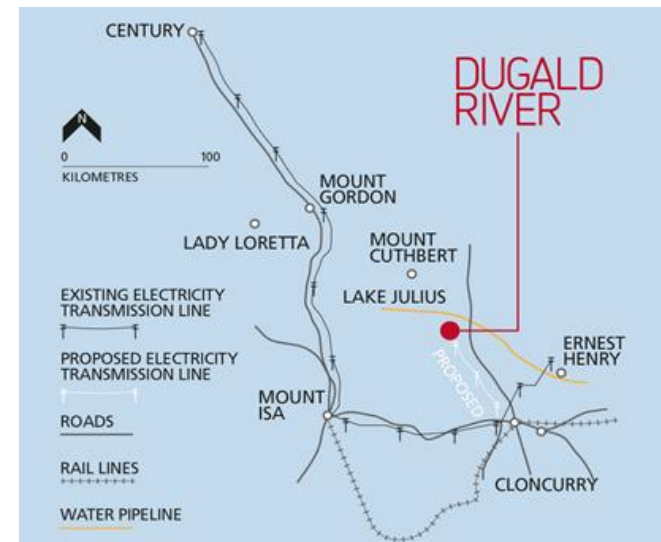 CENTURY
DUGALD
RIVER
N
0 100
KILOMETRES
MOUNT
GORDON
LADY LORETTA
MOUNT
CUTHBERT
LAKE JULIUS
EXISTING ELECTRICITY
TRANSMISSION LINE
ERNEST
HENRY
PROPOSED ELECTRICITY
TRANSMISSION LINE
PROPOSED
MOUNT
ISA
ROADS
RAIL LINES
CLONCURRY
WATER PIPELINE